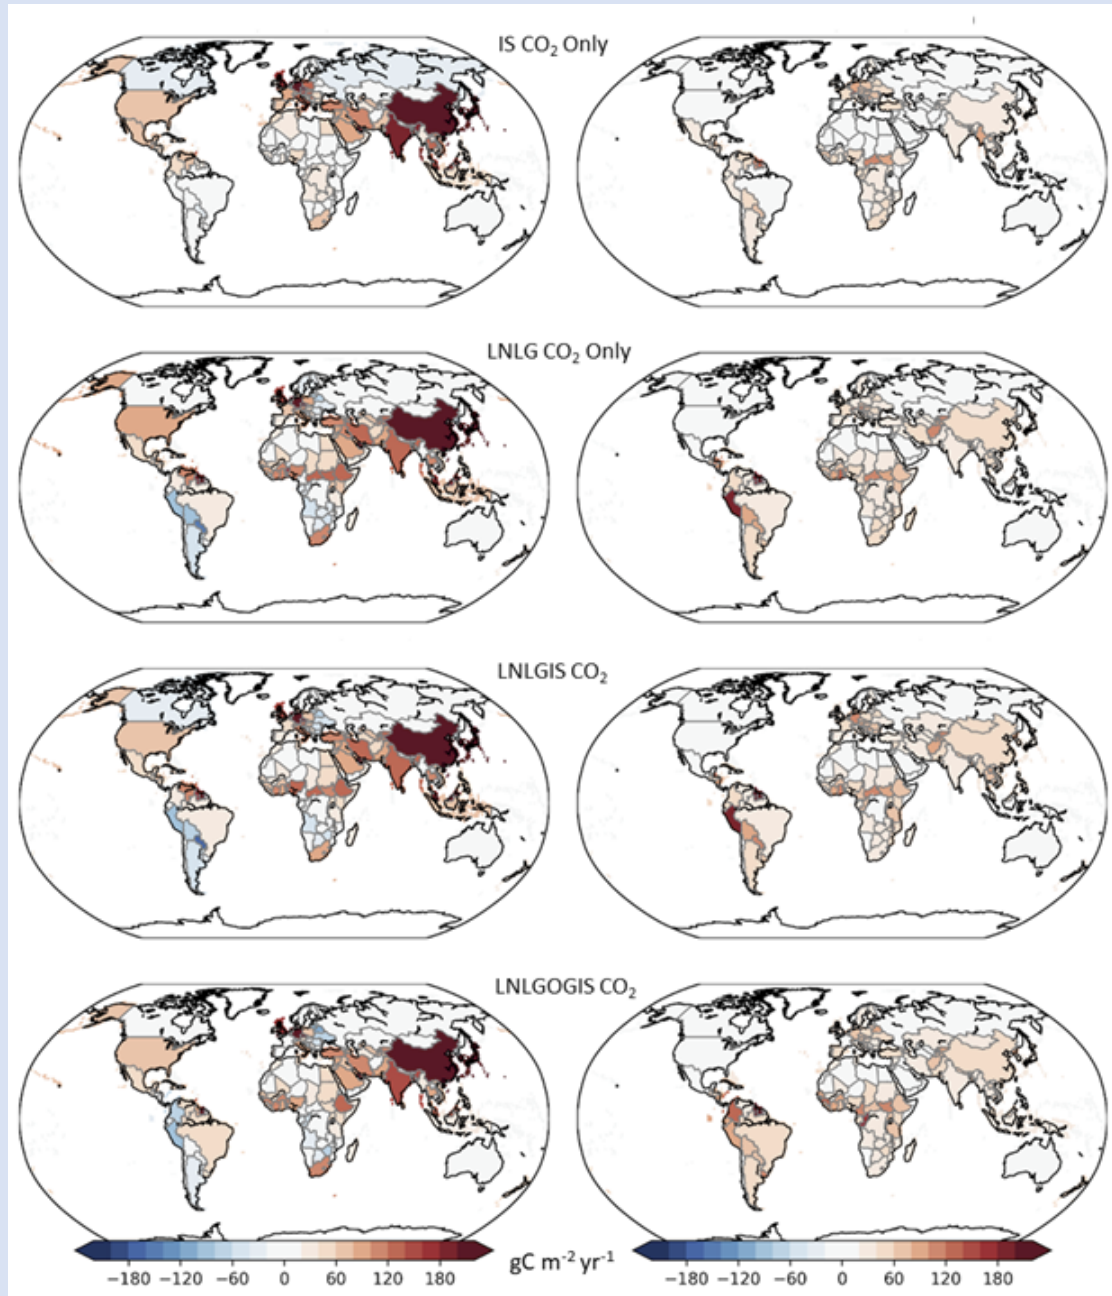 IS CO₂ Only
LNLG CO₂ Only
LNLGIS CO₂
LNLGOGIS CO₂
−180 −120 −60 0 60 120 180 gC m⁻² yr⁻¹ −180 −120 −60 0 60 120 180